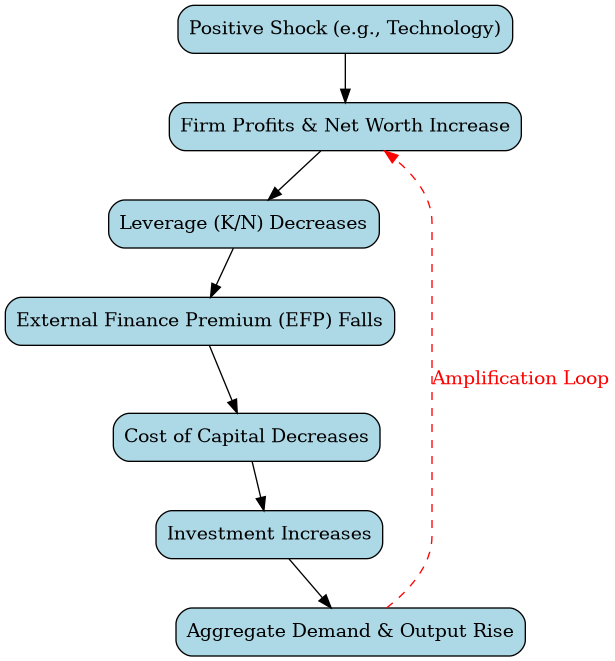 Positive Shock (e.g., Technology)
Firm Profits & Net Worth Increase
Leverage (K/N) Decreases
External Finance Premium (EFP) Falls
Amplification Loop
Cost of Capital Decreases
Investment Increases
Aggregate Demand & Output Rise